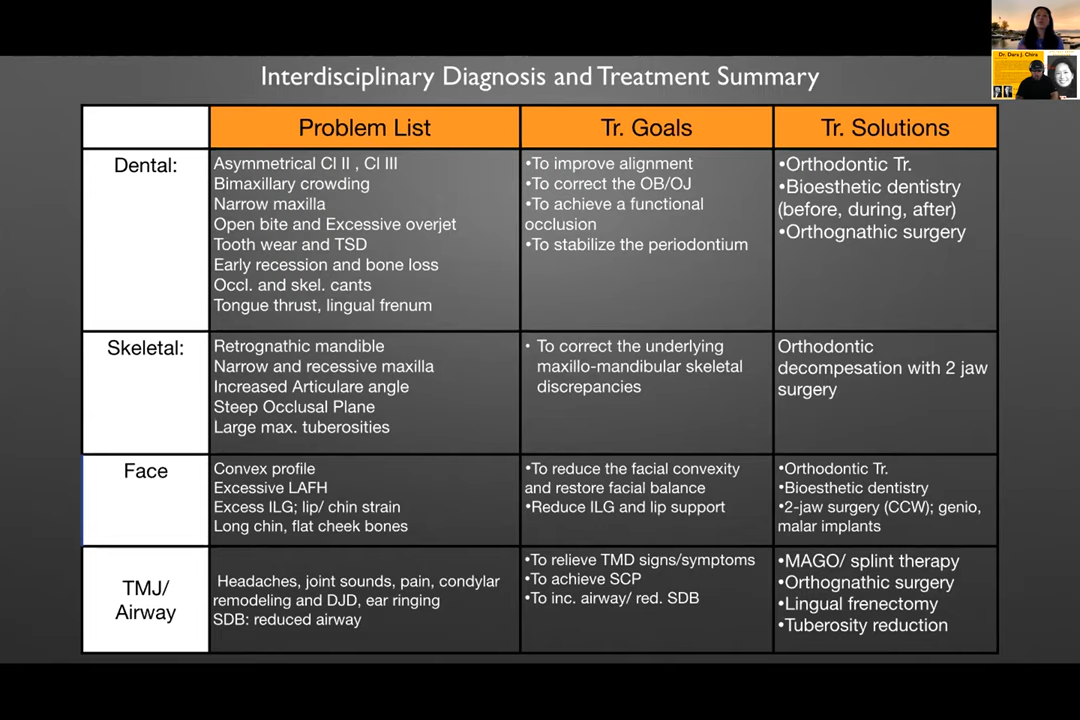 Dr. Dara J. Chira
Interdisciplinary Diagnosis and Treatment Summary
Problem List
Tr. Goals
Tr. Solutions
Dental:
Asymmetrical Cl II , Cl III
Bimaxillary crowding
Narrow maxilla
Open bite and Excessive overjet
Tooth wear and TSD
Early recession and bone loss
Occl. and skel. cants
Tongue thrust, lingual frenum
•To improve alignment
•To correct the OB/OJ
•To achieve a functional
occlusion
•To stabilize the periodontium
•Orthodontic Tr.
•Bioesthetic dentistry
(before, during, after)
•Orthognathic surgery
Skeletal:
Retrognathic mandible
Narrow and recessive maxilla
Increased Articulare angle
Steep Occlusal Plane
Large max. tuberosities
• To correct the underlying
maxillo-mandibular skeletal
discrepancies
Orthodontic
decompesation with 2 jaw
surgery
Face
Convex profile
Excessive LAFH
Excess ILG; lip/ chin strain
Long chin, flat cheek bones
•To reduce the facial convexity
and restore facial balance
•Reduce ILG and lip support
•Orthodontic Tr.
•Bioesthetic dentistry
•2-jaw surgery (CCW); genio,
malar implants
TMJ/
Airway
Headaches, joint sounds, pain, condylar
remodeling and DJD, ear ringing
SDB: reduced airway
•To relieve TMD signs/symptoms
•To achieve SCP
•To inc. airway/ red. SDB
•MAGO/ splint therapy
•Orthognathic surgery
•Lingual frenectomy
•Tuberosity reduction